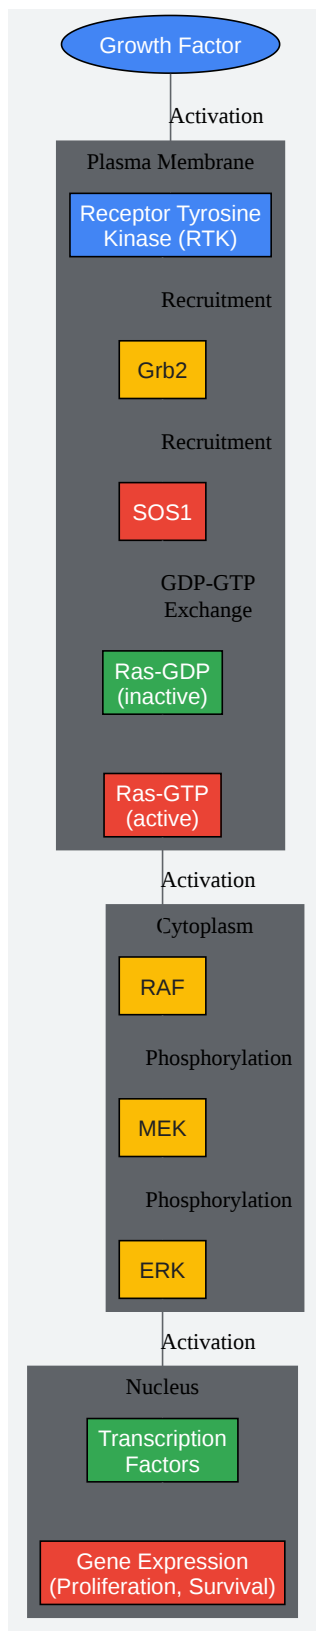 Growth Factor
Activation
Plasma Membrane
Receptor Tyrosine
Kinase (RTK)
Recruitment
Grb2
Recruitment
SOS1
GDP-GTP
Exchange
Ras-GDP
(inactive)
Ras-GTP
(active)
Activation
Cytoplasm
RAF
Phosphorylation
MEK
Phosphorylation
ERK
Activation
Nucleus
Transcription
Factors
Gene Expression
(Proliferation, Survival)